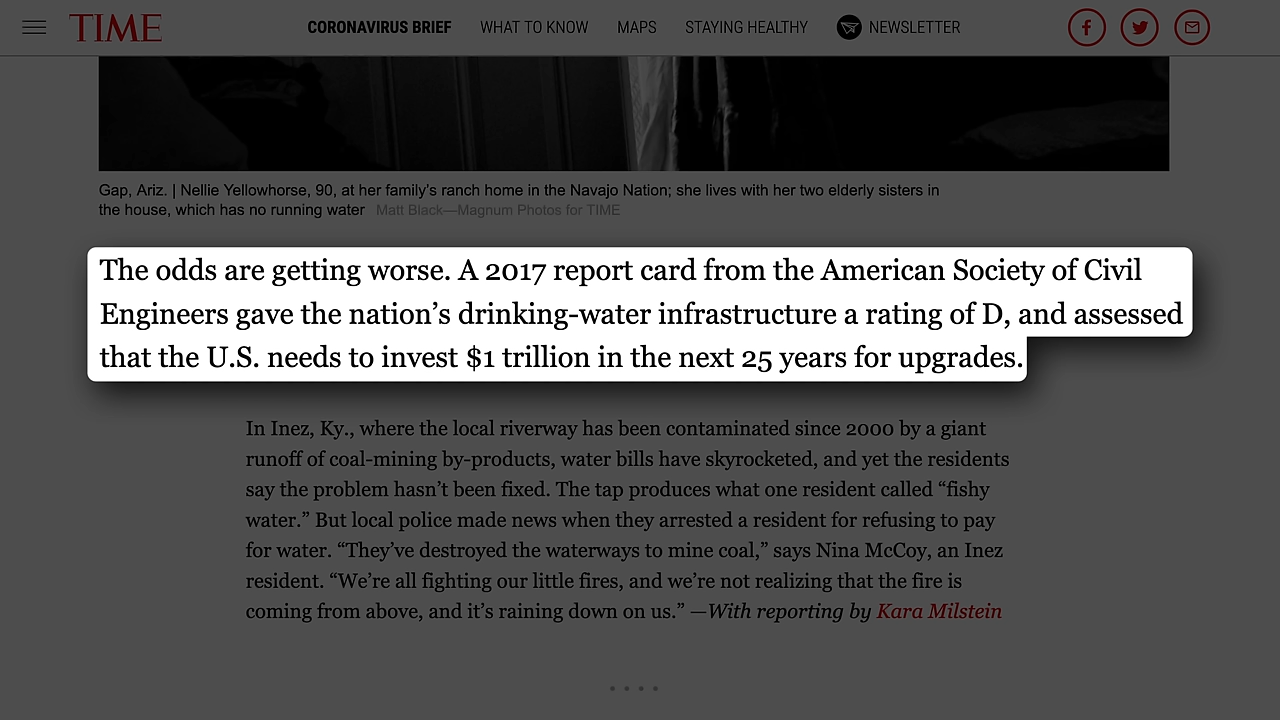 TIME
CORONAVIRUS BRIEF
WHAT TO KNOW
MAPS
STAYING HEALTHY
NEWSLETTER
Gap, Ariz. | Nellie Yellowhorse, 90, at her family’s ranch home in the Navajo Nation; she lives with her two elderly sisters in
the house, which has no running water Matt Black—Magnum Photos for TIME
The odds are getting worse. A 2017 report card from the American Society of Civil
Engineers gave the nation’s drinking-water infrastructure a rating of D, and assessed
that the U.S. needs to invest $1 trillion in the next 25 years for upgrades.
In Inez, Ky., where the local riverway has been contaminated since 2000 by a giant
runoff of coal-mining by-products, water bills have skyrocketed, and yet the residents
say the problem hasn’t been fixed. The tap produces what one resident called “fishy
water.” But local police made news when they arrested a resident for refusing to pay
for water. “They’ve destroyed the waterways to mine coal,” says Nina McCoy, an Inez
resident. “We’re all fighting our little fires, and we’re not realizing that the fire is
coming from above, and it’s raining down on us.” —With reporting by Kara Milstein